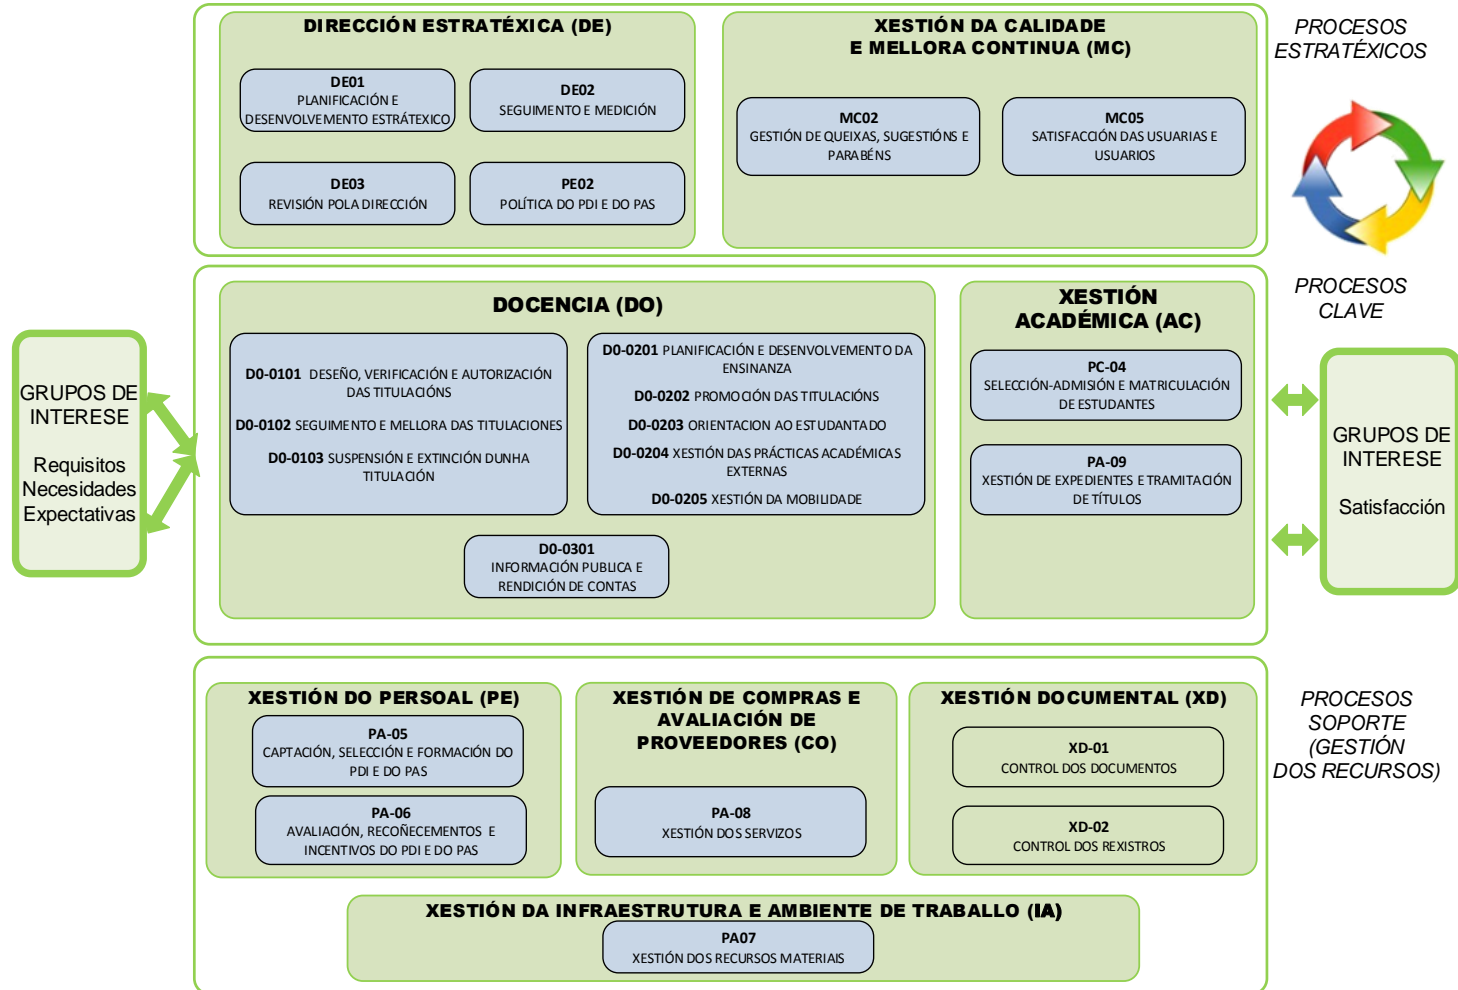 DIRECCIÓN ESTRATÉXICA (DE)
DE01
PLANIFICACIÓN E
DESENVOLVEMENTO ESTRÁTEXICO
DE02
SEGUIMENTO E MEDICIÓN
DE03
REVISIÓN POLA DIRECCIÓN
PE02
POLÍTICA DO PDI E DO PAS
XESTIÓN DA CALIDADE
E MELLORA CONTINUA (MC)
MC02
GESTIÓN DE QUEIXAS, SUGESTIÓNS E
PARABÉNS
MC05
SATISFACCIÓN DAS USUARIAS E
USUARIOS
PROCESOS
ESTRATÉXICOS
GRUPOS DE
INTERESE
Requisitos
Necesidades
Expectativas
DOCENCIA (DO)
D0-0101 DESEÑO, VERIFICACIÓN E AUTORIZACIÓN
DAS TITULACIÓNS
D0-0102 SEGUIMENTO E MELLORA DAS TITULACIONES
D0-0103 SUSPENSIÓN E EXTINCIÓN DUNHA
TITULACIÓN
D0-0201 PLANIFICACIÓN E DESENVOLVEMENTO DA
ENSINANZA
D0-0202 PROMOCIÓN DAS TITULACIÓNS
D0-0203 ORIENTACION AO ESTUDANTADO
D0-0204 XESTIÓN DAS PRÁCTICAS ACADÉMICAS
EXTERNAS
D0-0205 XESTIÓN DA MOBILIDADE
D0-0301
INFORMACIÓN PUBLICA E
RENDICIÓN DE CONTAS
XESTIÓN
ACADÉMICA (AC)
PC-04
SELECCIÓN-ADMISIÓN E MATRICULACIÓN
DE ESTUDANTES
PA-09
XESTIÓN DE EXPEDIENTES E TRAMITACIÓN
DE TÍTULOS
PROCESOS
CLAVE
GRUPOS DE
INTERESE
Satisfacción
XESTIÓN DO PERSOAL (PE)
PA-05
CAPTACIÓN, SELECCIÓN E FORMACIÓN DO
PDI E DO PAS
PA-06
AVALIACIÓN, RECOÑECEMENTOS E
INCENTIVOS DO PDI E DO PAS
XESTIÓN DE COMPRAS E
AVALIACIÓN DE
PROVEEDORES (CO)
PA-08
XESTIÓN DOS SERVIZOS
XESTIÓN DOCUMENTAL (XD)
XD-01
CONTROL DOS DOCUMENTOS
XD-02
CONTROL DOS REXISTROS
PROCESOS
SOPORTE
(GESTIÓN
DOS RECURSOS)
XESTIÓN DA INFRAESTRUTURA E AMBIENTE DE TRABALLO (IA)
PA07
XESTIÓN DOS RECURSOS MATERIAIS